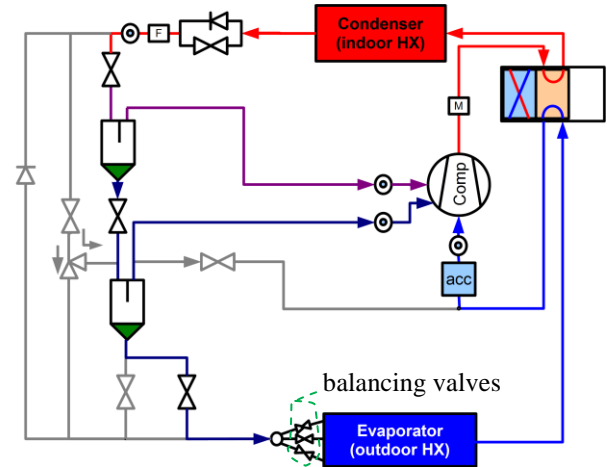 Condenser
(indoor HX)
F
M
Comp
acc
balancing valves
Evaporator
(outdoor HX)